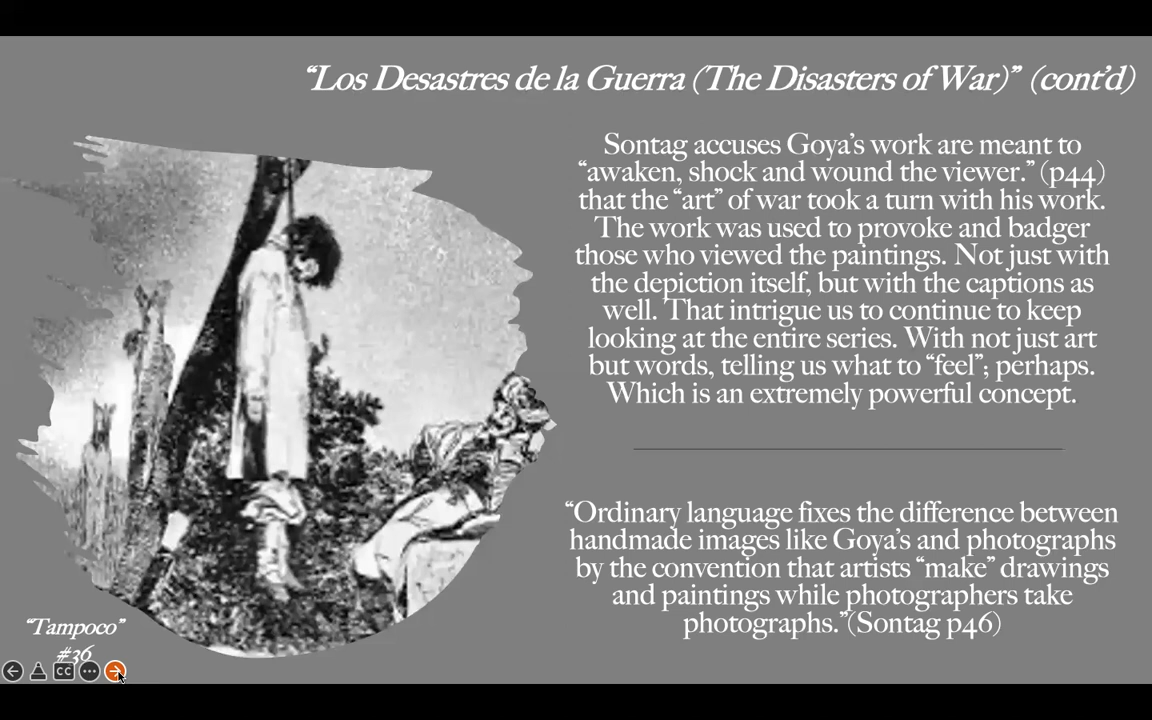 “Los Desastres de la Guerra (The Disasters of War)” (cont’d)
Sontag accuses Goya’s work are meant to
“awaken, shock and wound the viewer.” (p44)
that the “art” of war took a turn with his work.
The work was used to provoke and badger
those who viewed the paintings. Not just with
the depiction itself, but with the captions as
well. That intrigue us to continue to keep
looking at the entire series. With not just art
but words, telling us what to “feel”; perhaps.
Which is an extremely powerful concept.
“Ordinary language fixes the difference between
handmade images like Goya’s and photographs
by the convention that artists “make” drawings
and paintings while photographers take
photographs.”(Sontag p46)
“Tampoco”
#36
CC